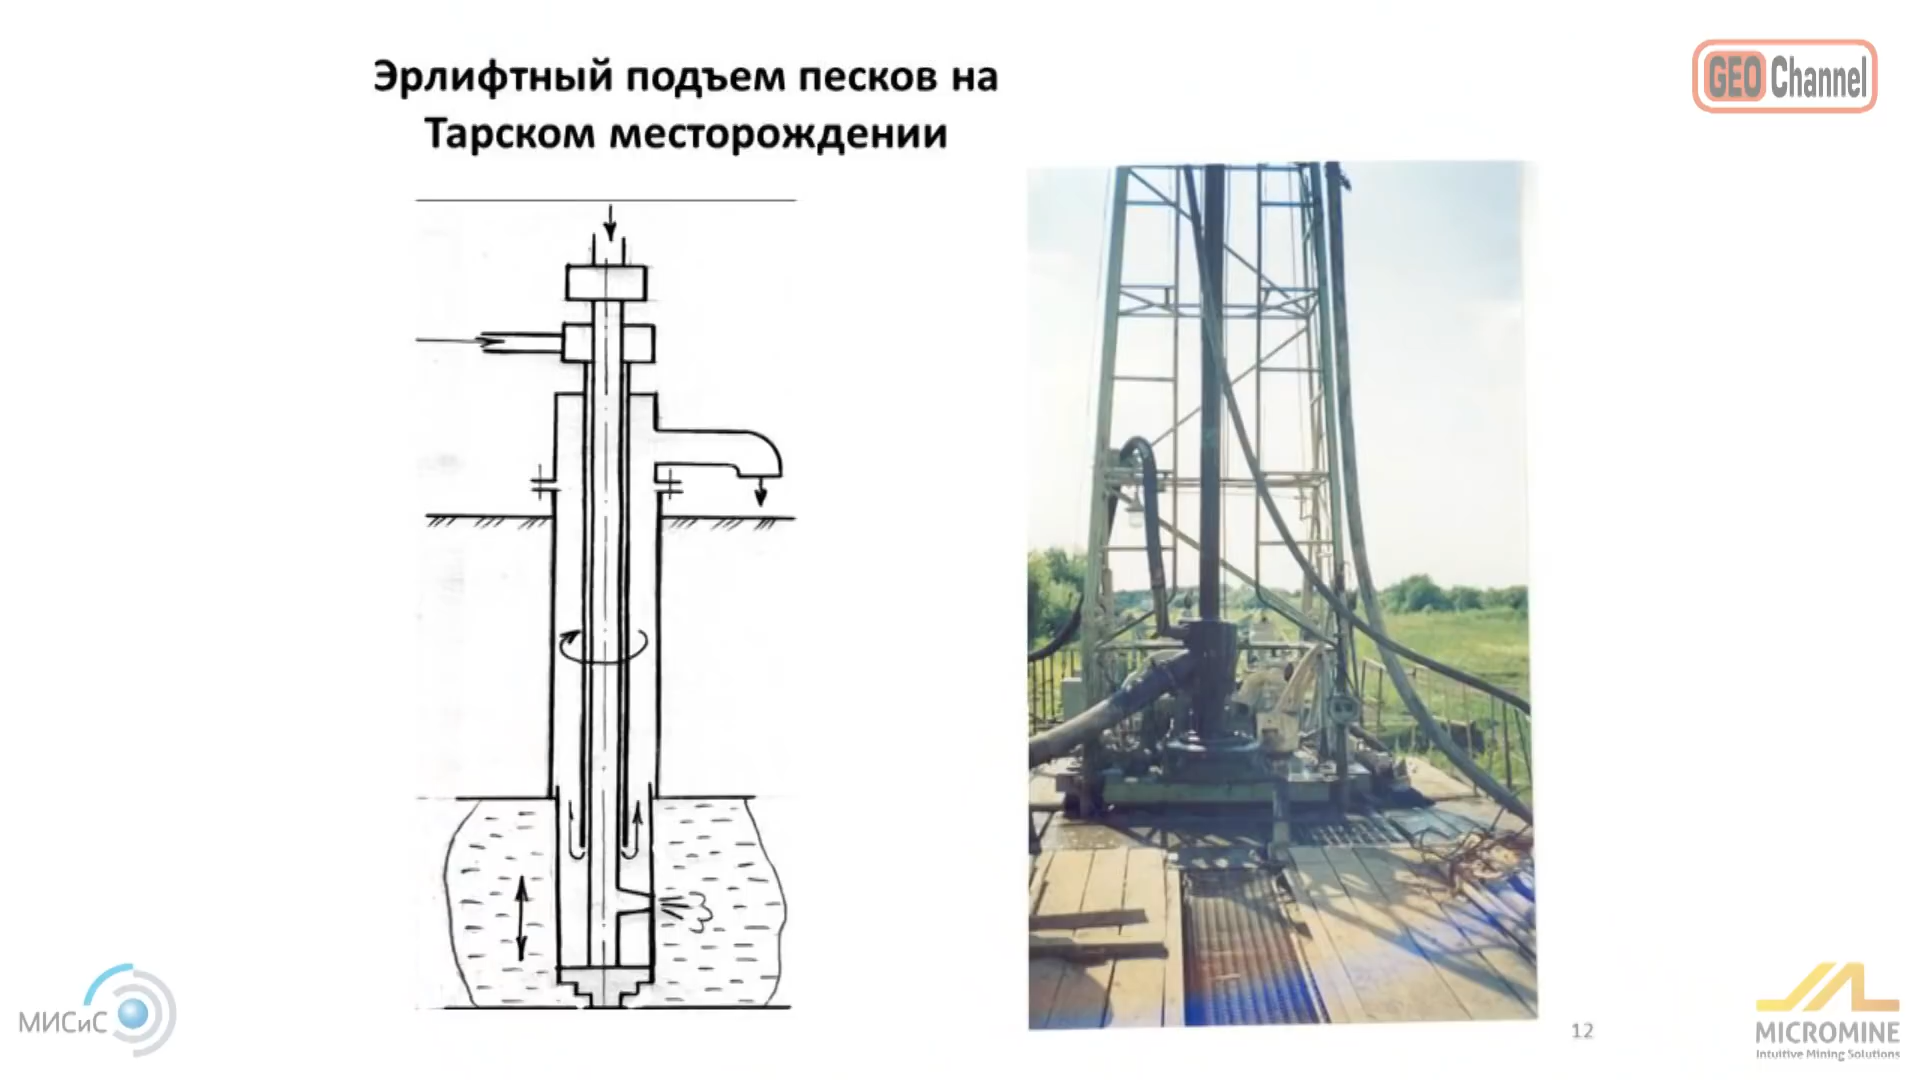 Эрлифтный подъем песков на
Тарском месторождении
GEO Channel
МИСиС
12
MICROMINE
Intuitive Mining Solutions